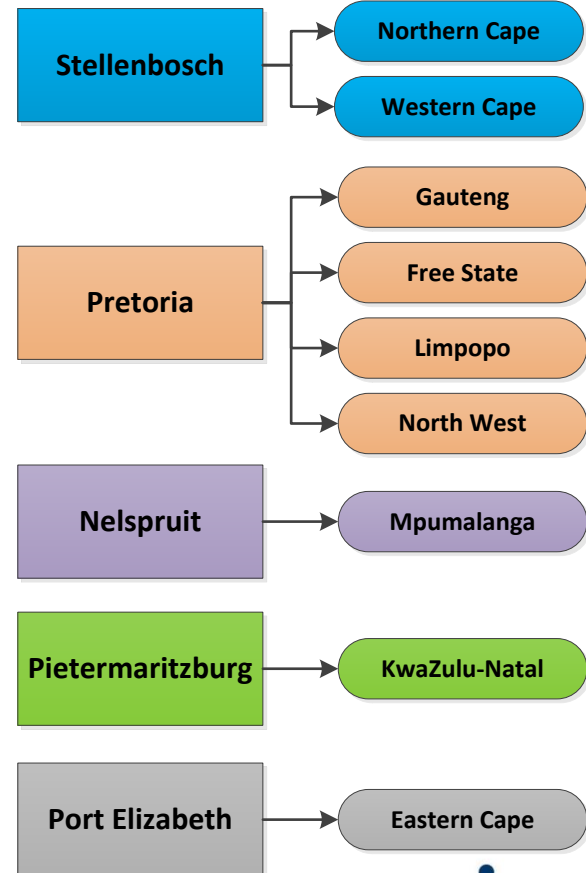 Stellenbosch
Northern Cape
Western Cape
Pretoria
Gauteng
Free State
Limpopo
North West
Nelspruit
Mpumalanga
Pietermaritzburg
KwaZulu-Natal
Port Elizabeth
Eastern Cape